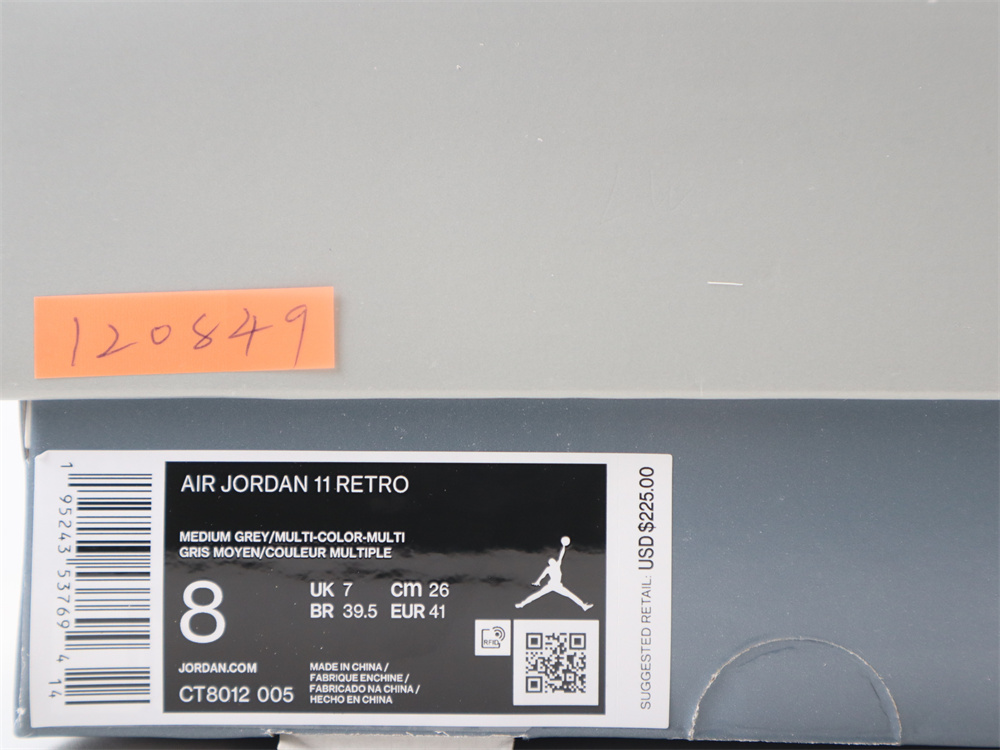 120849
AIR JORDAN 11 RETRO
MEDIUM GREY/MULTI-COLOR-MULTI
GRIS MOYEN/COULEUR MULTIPLE
8
UK 7 cm 26
BR 39.5 EUR 41
JORDAN.COM
CT8012 005
MADE IN CHINA /
FABRIQUE ENCHINE /
FABRICADO NA CHINA /
HECHO EN CHINA
RFID
1 95243 53769 4 14
SUGGESTED RETAIL: USD $225.00